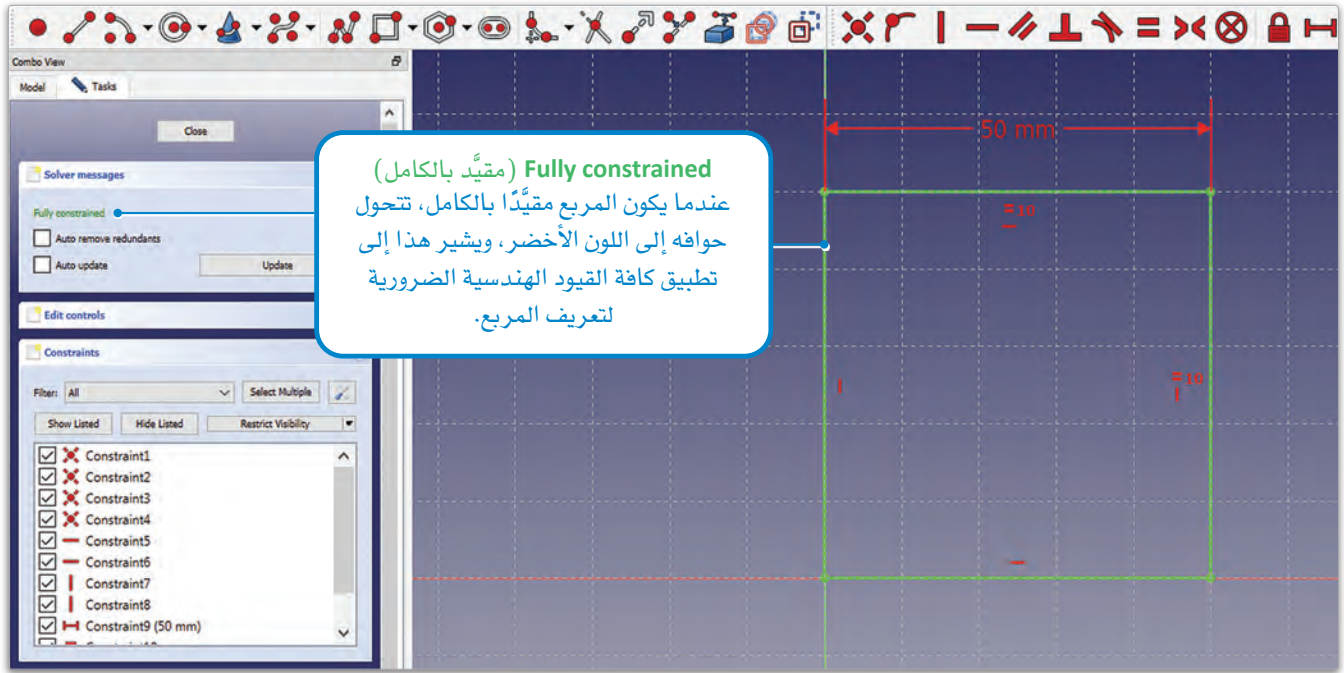 Combo View
Model
Tasks
Close
Solver messages
Fully constrained
Auto remove redundants
Auto update
Update
Edit controls
Constraints
Filter:
All
Select Multiple
Show Listed
Hide Listed
Restrict Visibility
Constraint1
Constraint2
Constraint3
Constraint4
Constraint5
Constraint6
Constraint7
Constraint8
Constraint9 (50 mm)
Fully constrained (مقيَّد بالكامل)
عندما يكون المربع مقيَّدًا بالكامل، تتحول
حوافه إلى اللون الأخضر، ويشير هذا إلى
تطبيق كافة القيود الهندسية الضرورية
لتعريف المربع.
50 mm
10
10